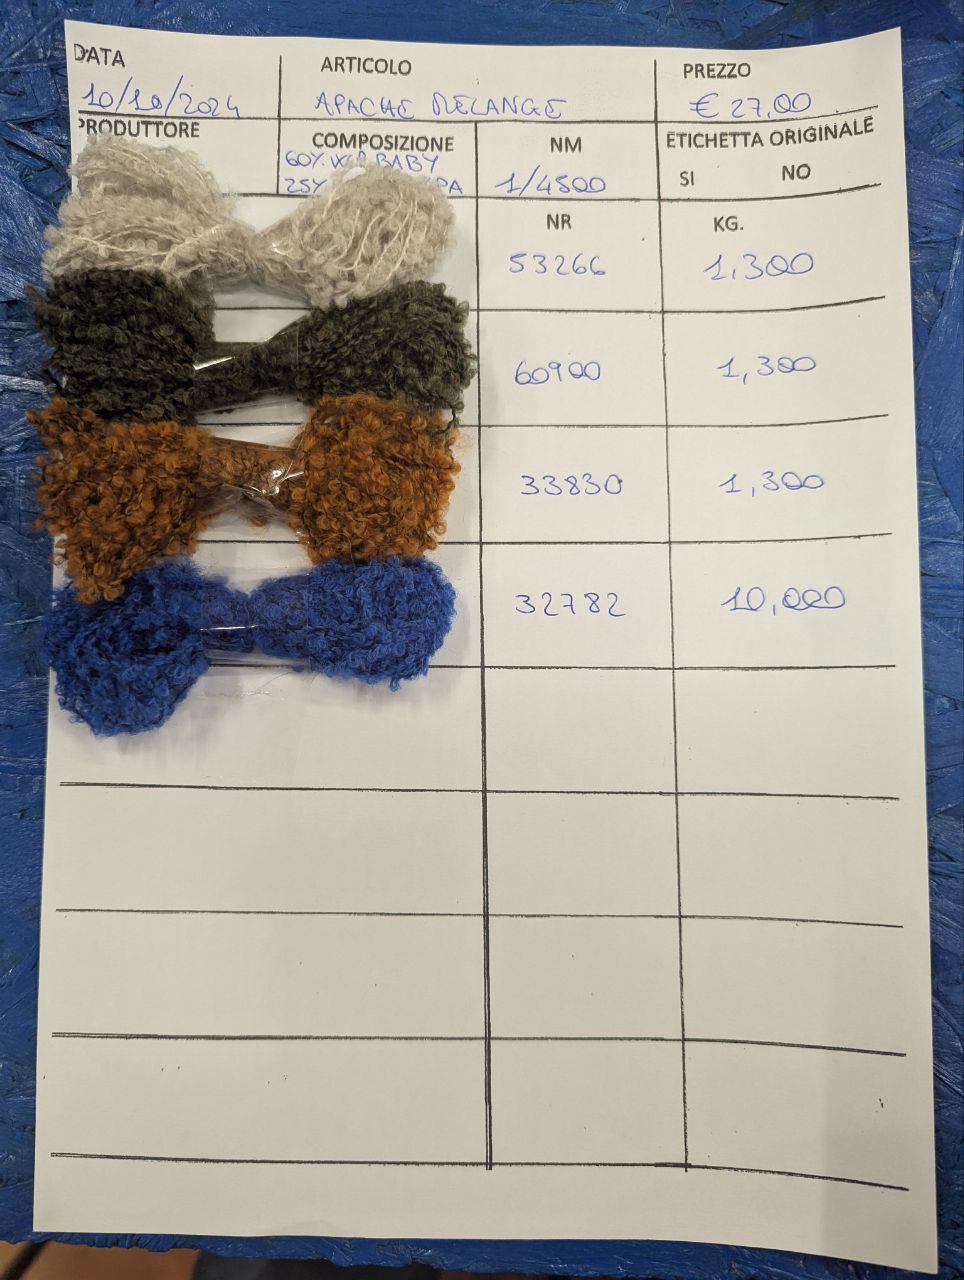 DATA ARTICOLO PREZZO
10/10/2024 APACHE MELANGE € 27,00
PRODUTTORE COMPOSIZIONE NM ETICHETTA ORIGINALE
60% BABY
25% 1/4500 SI NO
NR KG.
53266 1,300
60900 1,300
33830 1,300
32782 10,000